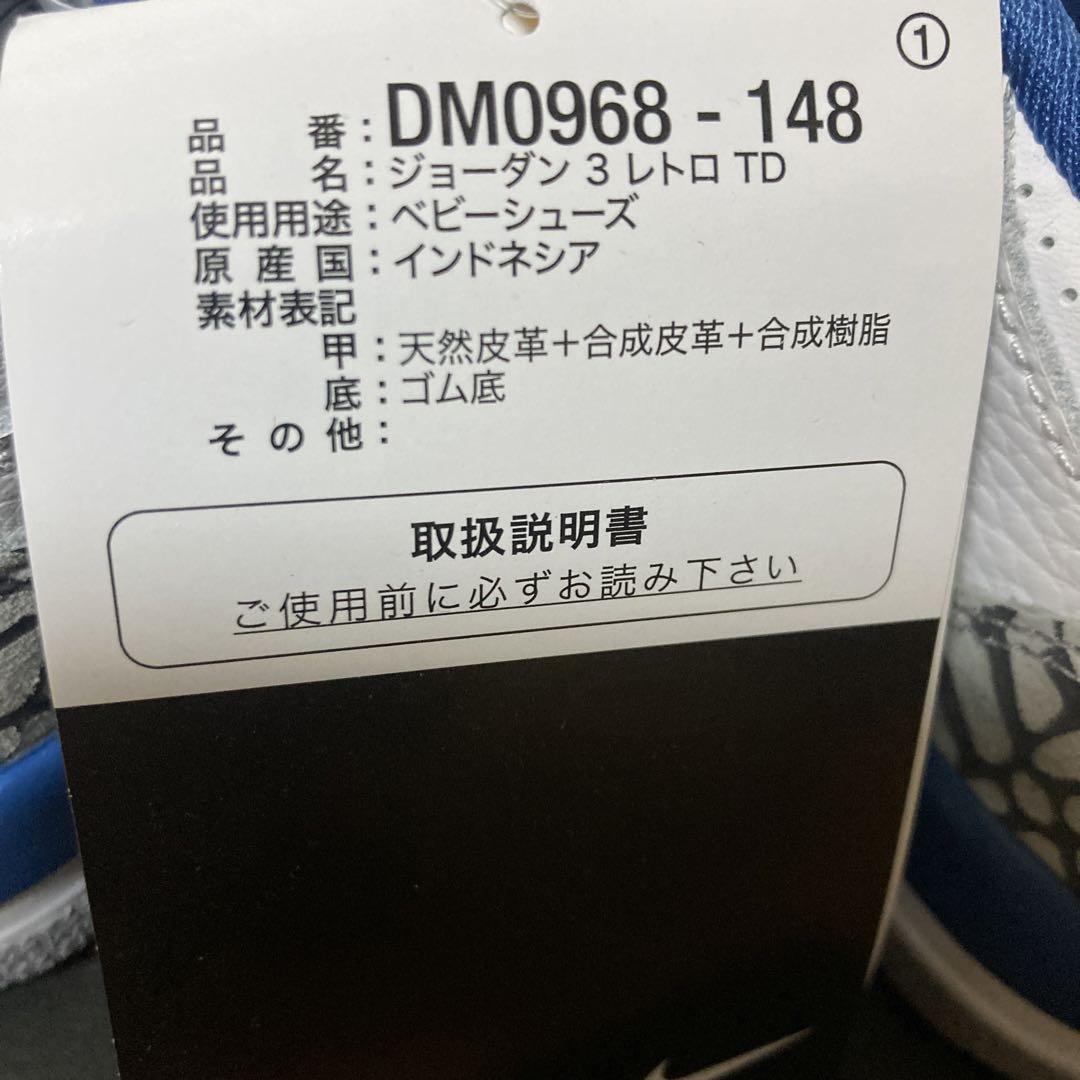 ①
品番：DM0968 - 148
品名：ジョーダン 3 レトロ TD
使用用途：ベビーシューズ
原産国：インドネシア
素材表記
甲：天然皮革＋合成皮革＋合成樹脂
底：ゴム底
その他：
取扱説明書
ご使用前に必ずお読み下さい